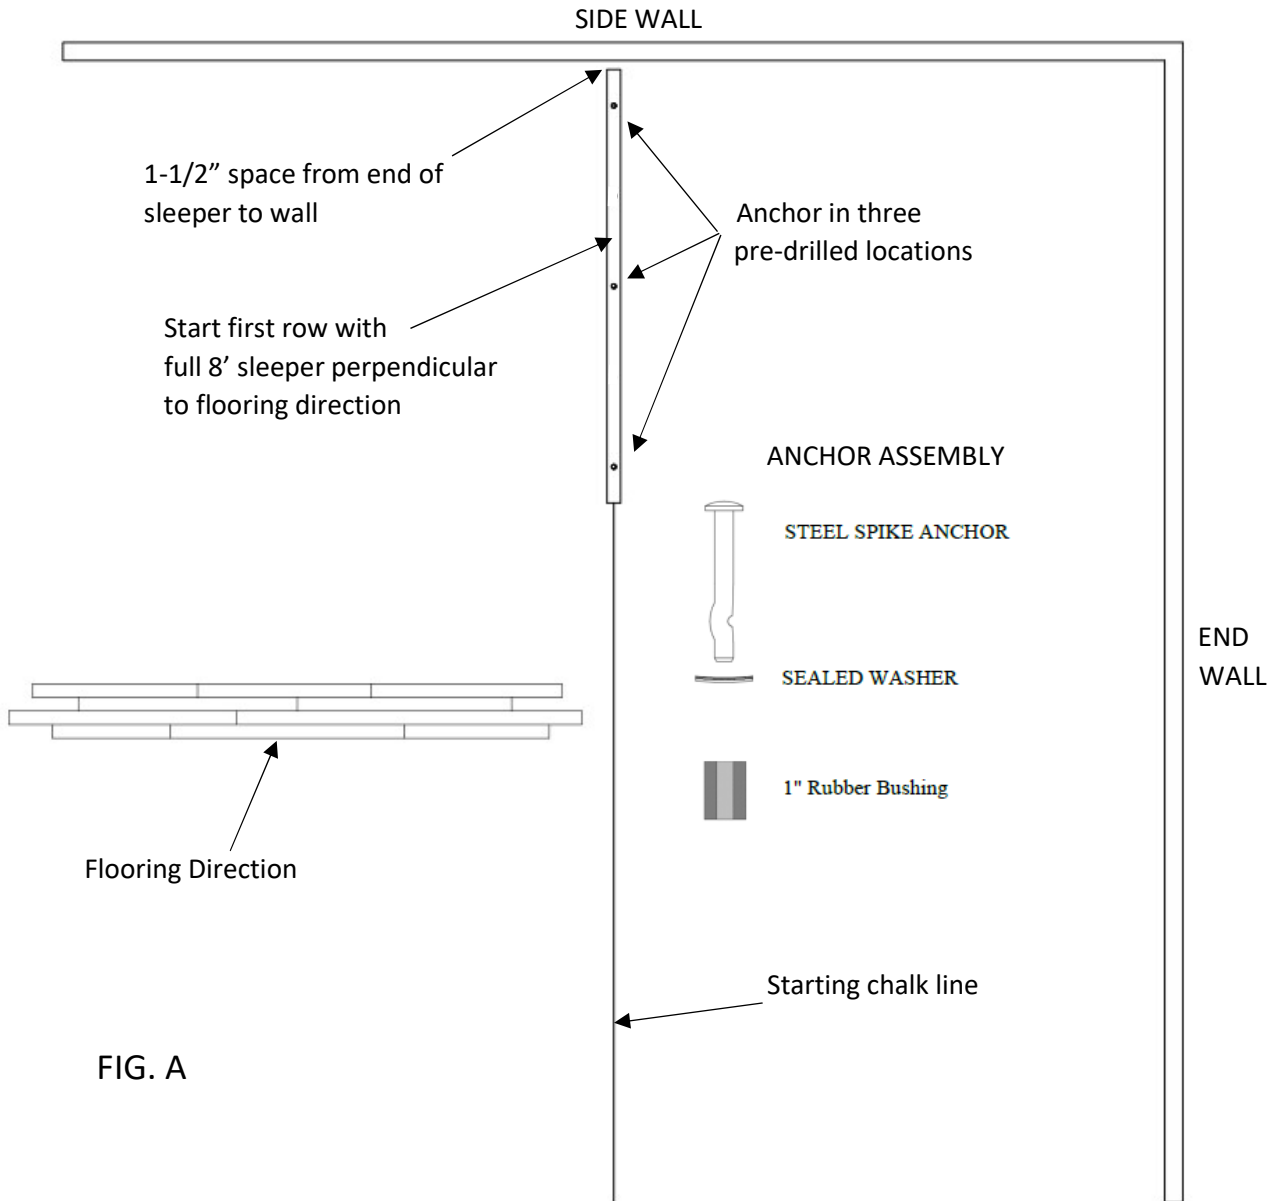 SIDE WALL
1-1/2” space from end of
sleeper to wall
Anchor in three
pre-drilled locations
Start first row with
full 8’ sleeper perpendicular
to flooring direction
ANCHOR ASSEMBLY
STEEL SPIKE ANCHOR
END
WALL
SEALED WASHER
1" Rubber Bushing
Flooring Direction
Starting chalk line
FIG. A